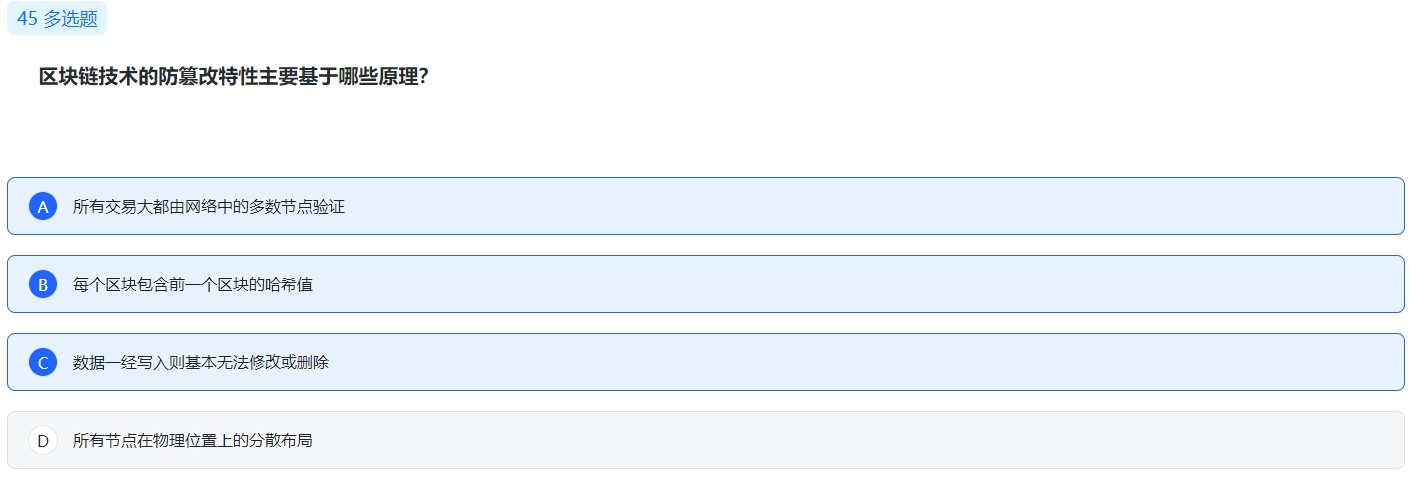 45 多选题
区块链技术的防篡改特性主要基于哪些原理?
A 所有交易大都由网络中的多数节点验证
B 每个区块包含前一个区块的哈希值
C 数据一经写入则基本无法修改或删除
D 所有节点在物理位置上的分散布局